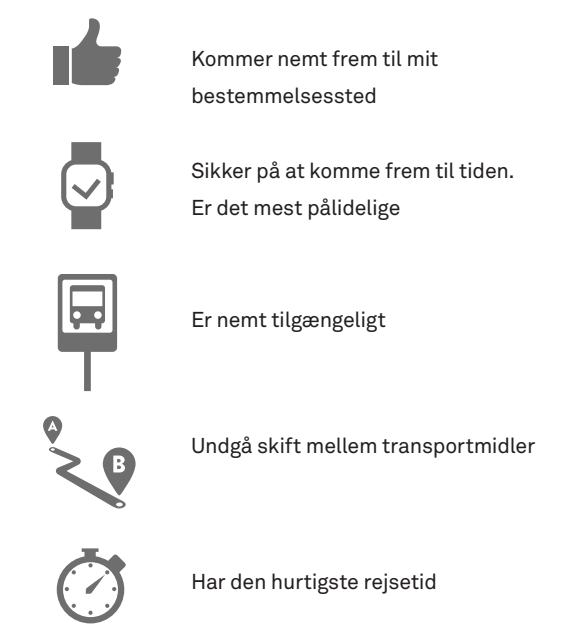 Kommer nemt frem til mit
bestemmelsessted
Sikker på at komme frem til tiden.
Er det mest pålidelige
Er nemt tilgængeligt
A
Undgå skift mellem transportmidler
B
Har den hurtigste rejsetid